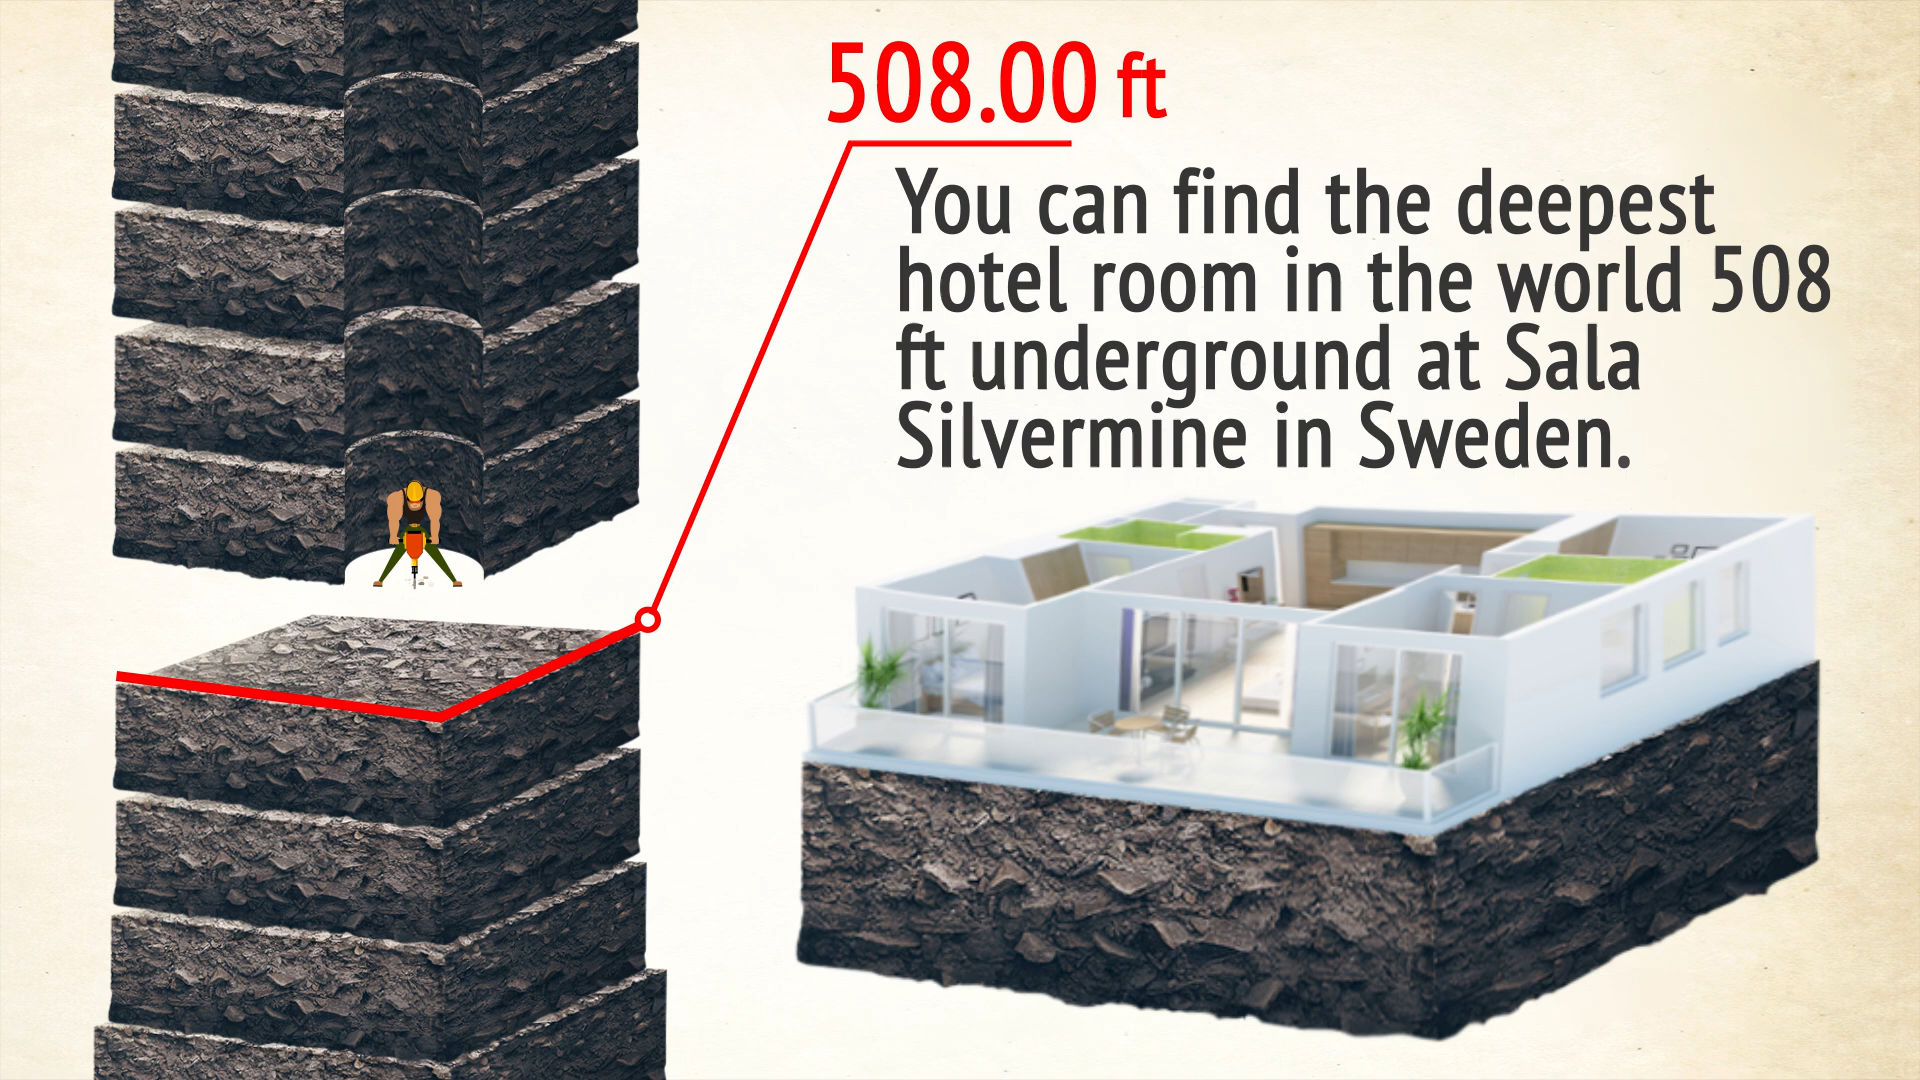 508.00 ft
You can find the deepest
hotel room in the world 508
ft underground at Sala
Silvermine in Sweden.